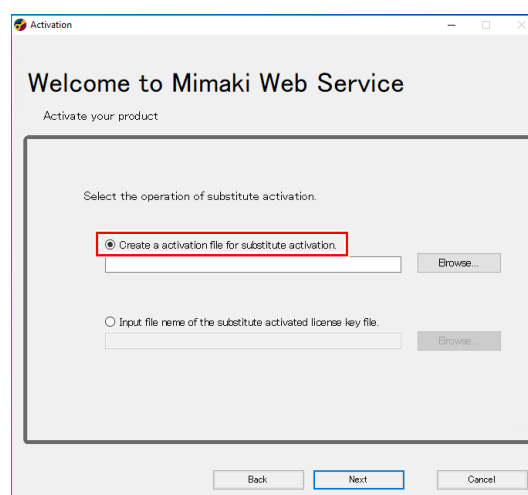 Activation
Welcome to Mimaki Web Service
Activate your product
Select the operation of substitute activation.
Create a activation file for substitute activation.
Browse...
Input file neme of the substitute activated license key file.
Browse...
Back Next Cancel